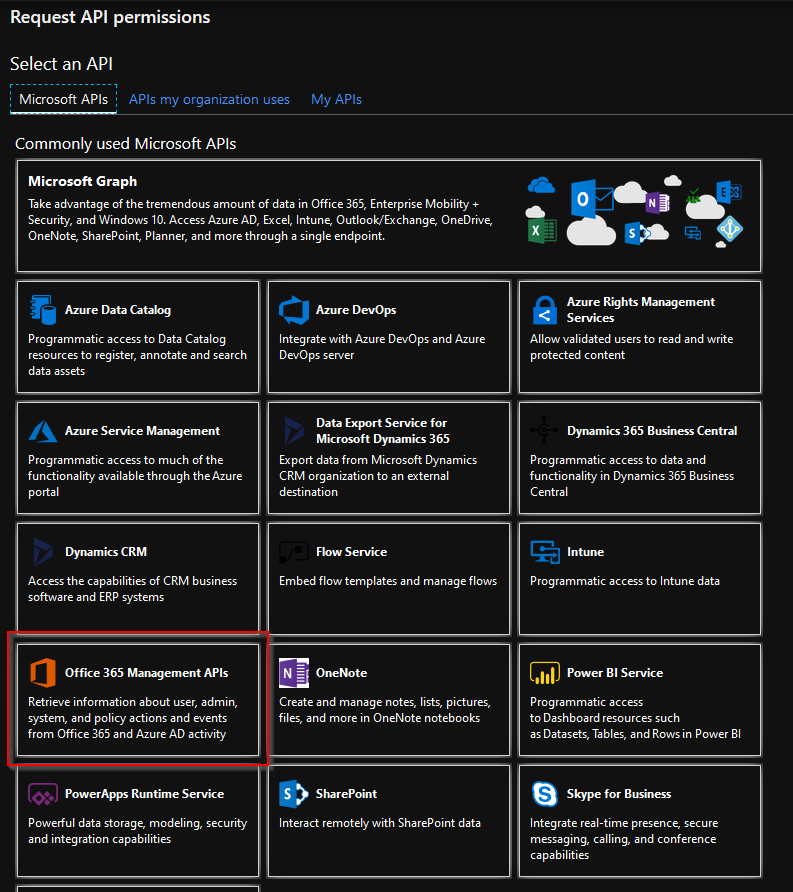 Request API permissions
Select an API
Microsoft APIs
APIs my organization uses
My APIs
Commonly used Microsoft APIs
Microsoft Graph
Take advantage of the tremendous amount of data in Office 365, Enterprise Mobility +
Security, and Windows 10. Access Azure AD, Excel, Intune, Outlook/Exchange, OneDrive,
OneNote, SharePoint, Planner, and more through a single endpoint.
Azure Data Catalog
Programmatic access to Data Catalog
resources to register, annotate and search
data assets
Azure DevOps
Integrate with Azure DevOps and Azure
DevOps server
Azure Rights Management
Services
Allow validated users to read and write
protected content
Azure Service Management
Programmatic access to much of the
functionality available through the Azure
portal
Data Export Service for
Microsoft Dynamics 365
Export data from Microsoft Dynamics
CRM organization to an external
destination
Dynamics 365 Business Central
Programmatic access to data and
functionality in Dynamics 365 Business
Central
Dynamics CRM
Access the capabilities of CRM business
software and ERP systems
Flow Service
Embed flow templates and manage flows
Intune
Programmatic access to Intune data
Office 365 Management APIs
Retrieve information about user, admin,
system, and policy actions and events
from Office 365 and Azure AD activity
OneNote
Create and manage notes, lists, pictures,
files, and more in OneNote notebooks
Power BI Service
Programmatic access
to Dashboard resources such
as Datasets, Tables, and Rows in Power BI
PowerApps Runtime Service
Powerful data storage, modeling, security
and integration capabilities
SharePoint
Interact remotely with SharePoint data
Skype for Business
Integrate real-time presence, secure
messaging, calling, and conference
capabilities